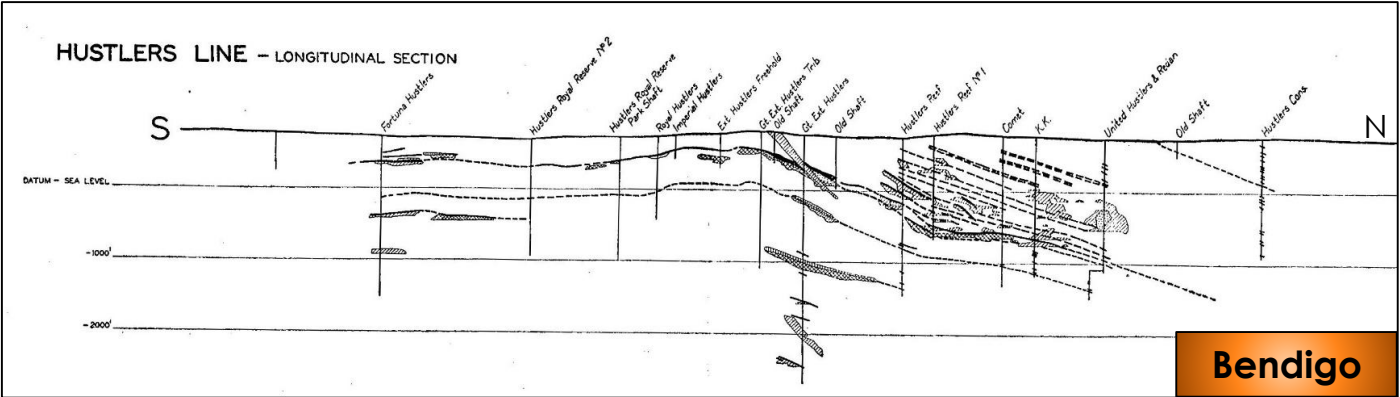 HUSTLERS LINE – LONGITUDINAL SECTION
S
N
Fortuna Hustlers
Hustlers Royal Reserve Nº 2
Hustlers Royal Reserve
Park Shaft
Royal Hustlers
Imperial Hustlers
Ext Hustlers Freehold
Gt Ext Hustlers Trib
Old Shaft
Gt Ext Hustlers
Old Shaft
Hustlers Reef
Hustlers Reef Nº 1
Comet
K.K.
United Hustlers & Redan
Old Shaft
Hustlers Cons.
DATUM – SEA LEVEL
-1000'
-2000'
Bendigo